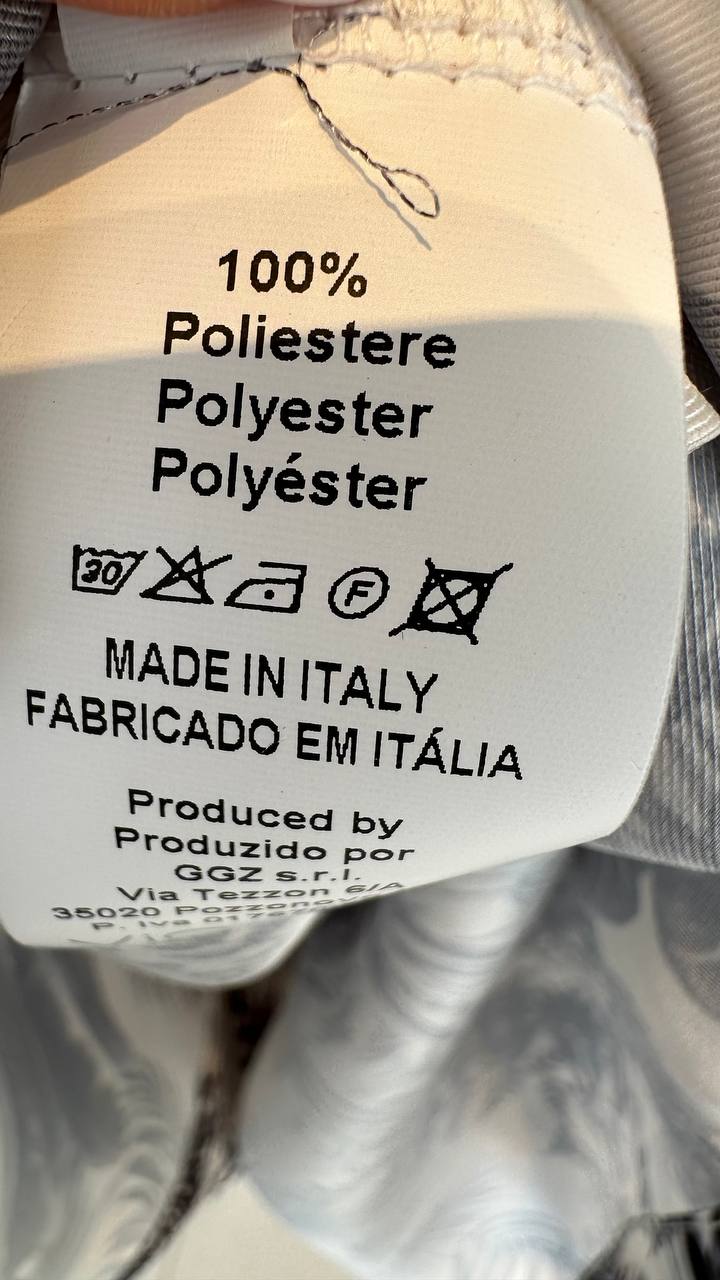 100%
Poliestere
Polyester
Polyéster
30
F
MADE IN ITALY
FABRICADO EM ITÁLIA
Produced by
Produzido por
GGZ s.r.l.
Via Tezzon 6/A
35020
P. Iva